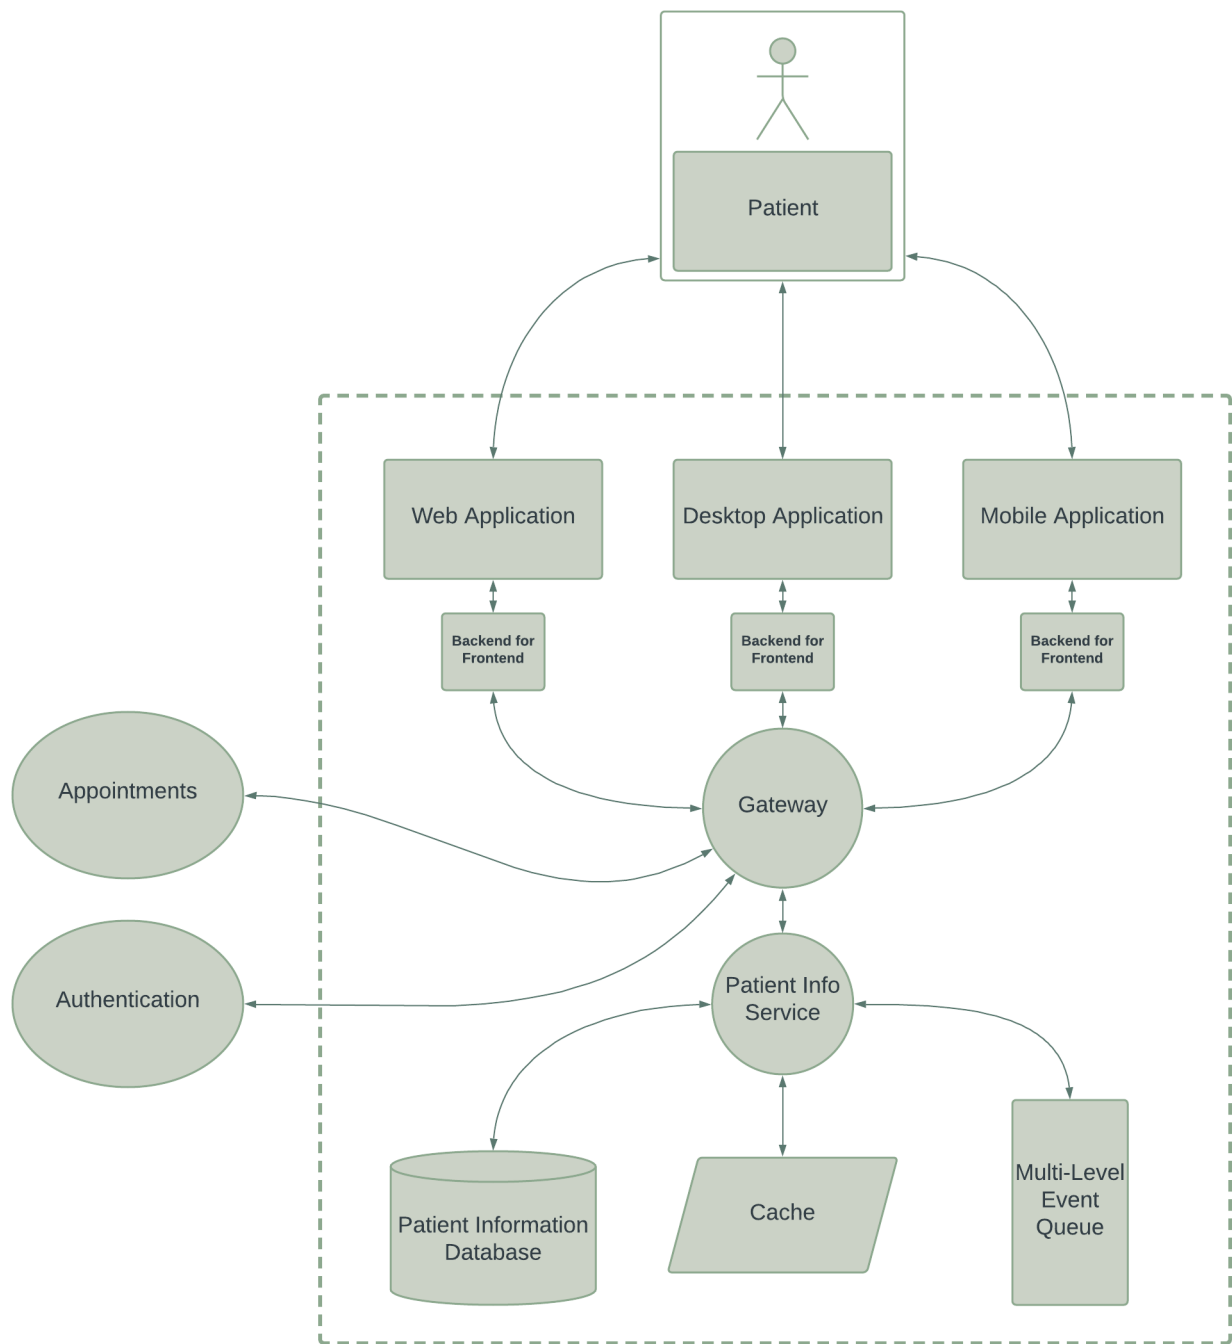 Patient
Web Application
Desktop Application
Mobile Application
Backend for
Frontend
Backend for
Frontend
Backend for
Frontend
Appointments
Gateway
Authentication
Patient Info
Service
Patient Information
Database
Cache
Multi-Level
Event
Queue